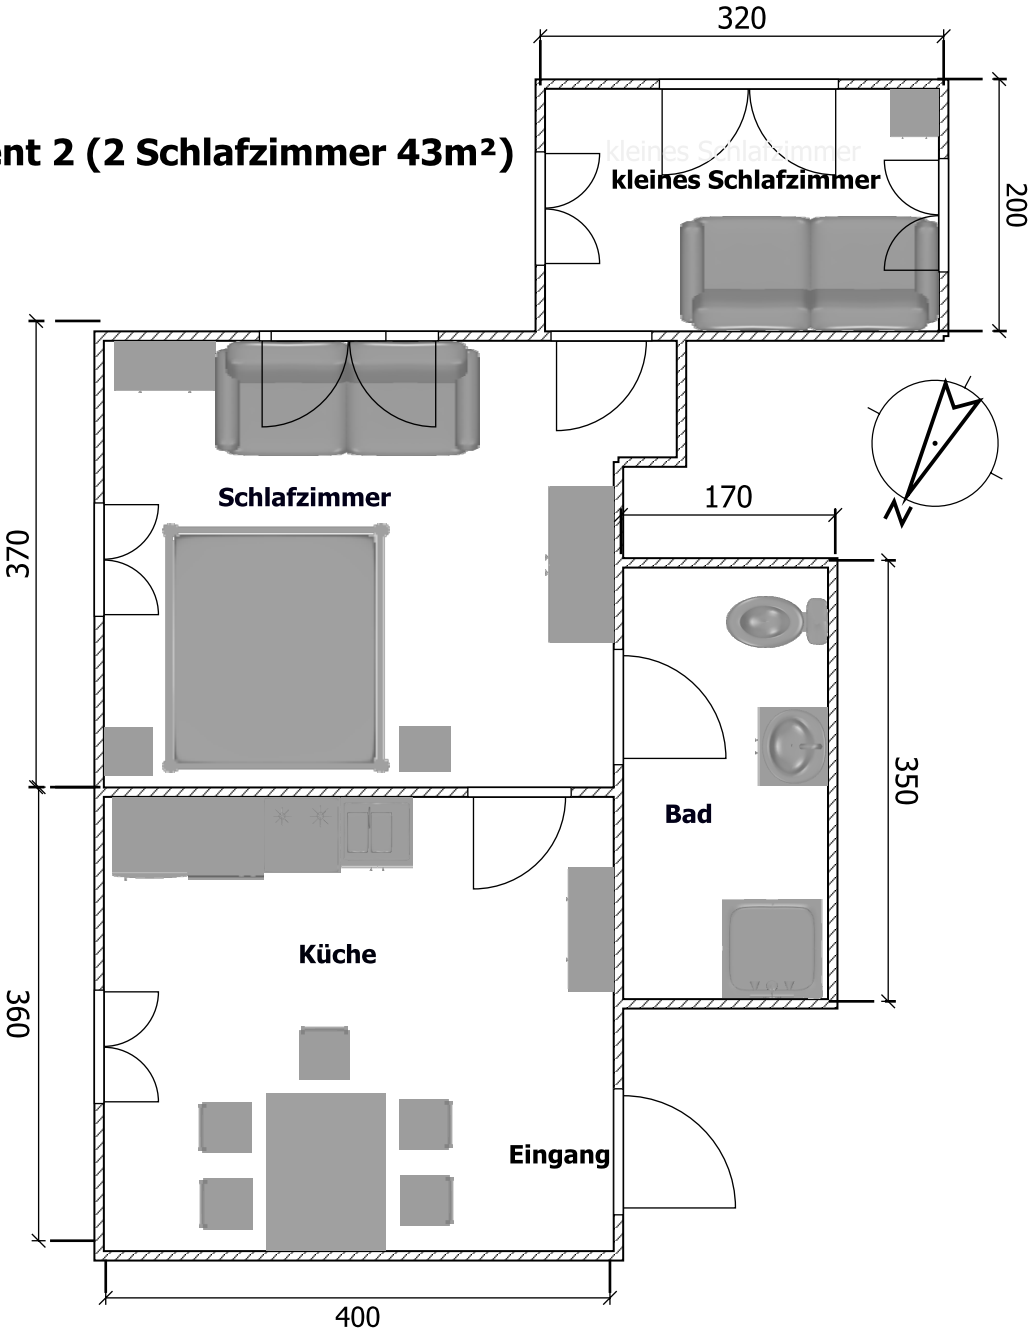 320
ent 2 (2 Schlafzimmer 43m²)
kleines Schlafzimmer
kleines Schlafzimmer
200
Schlafzimmer
170
N
370
350
Bad
Küche
360
Eingang
400